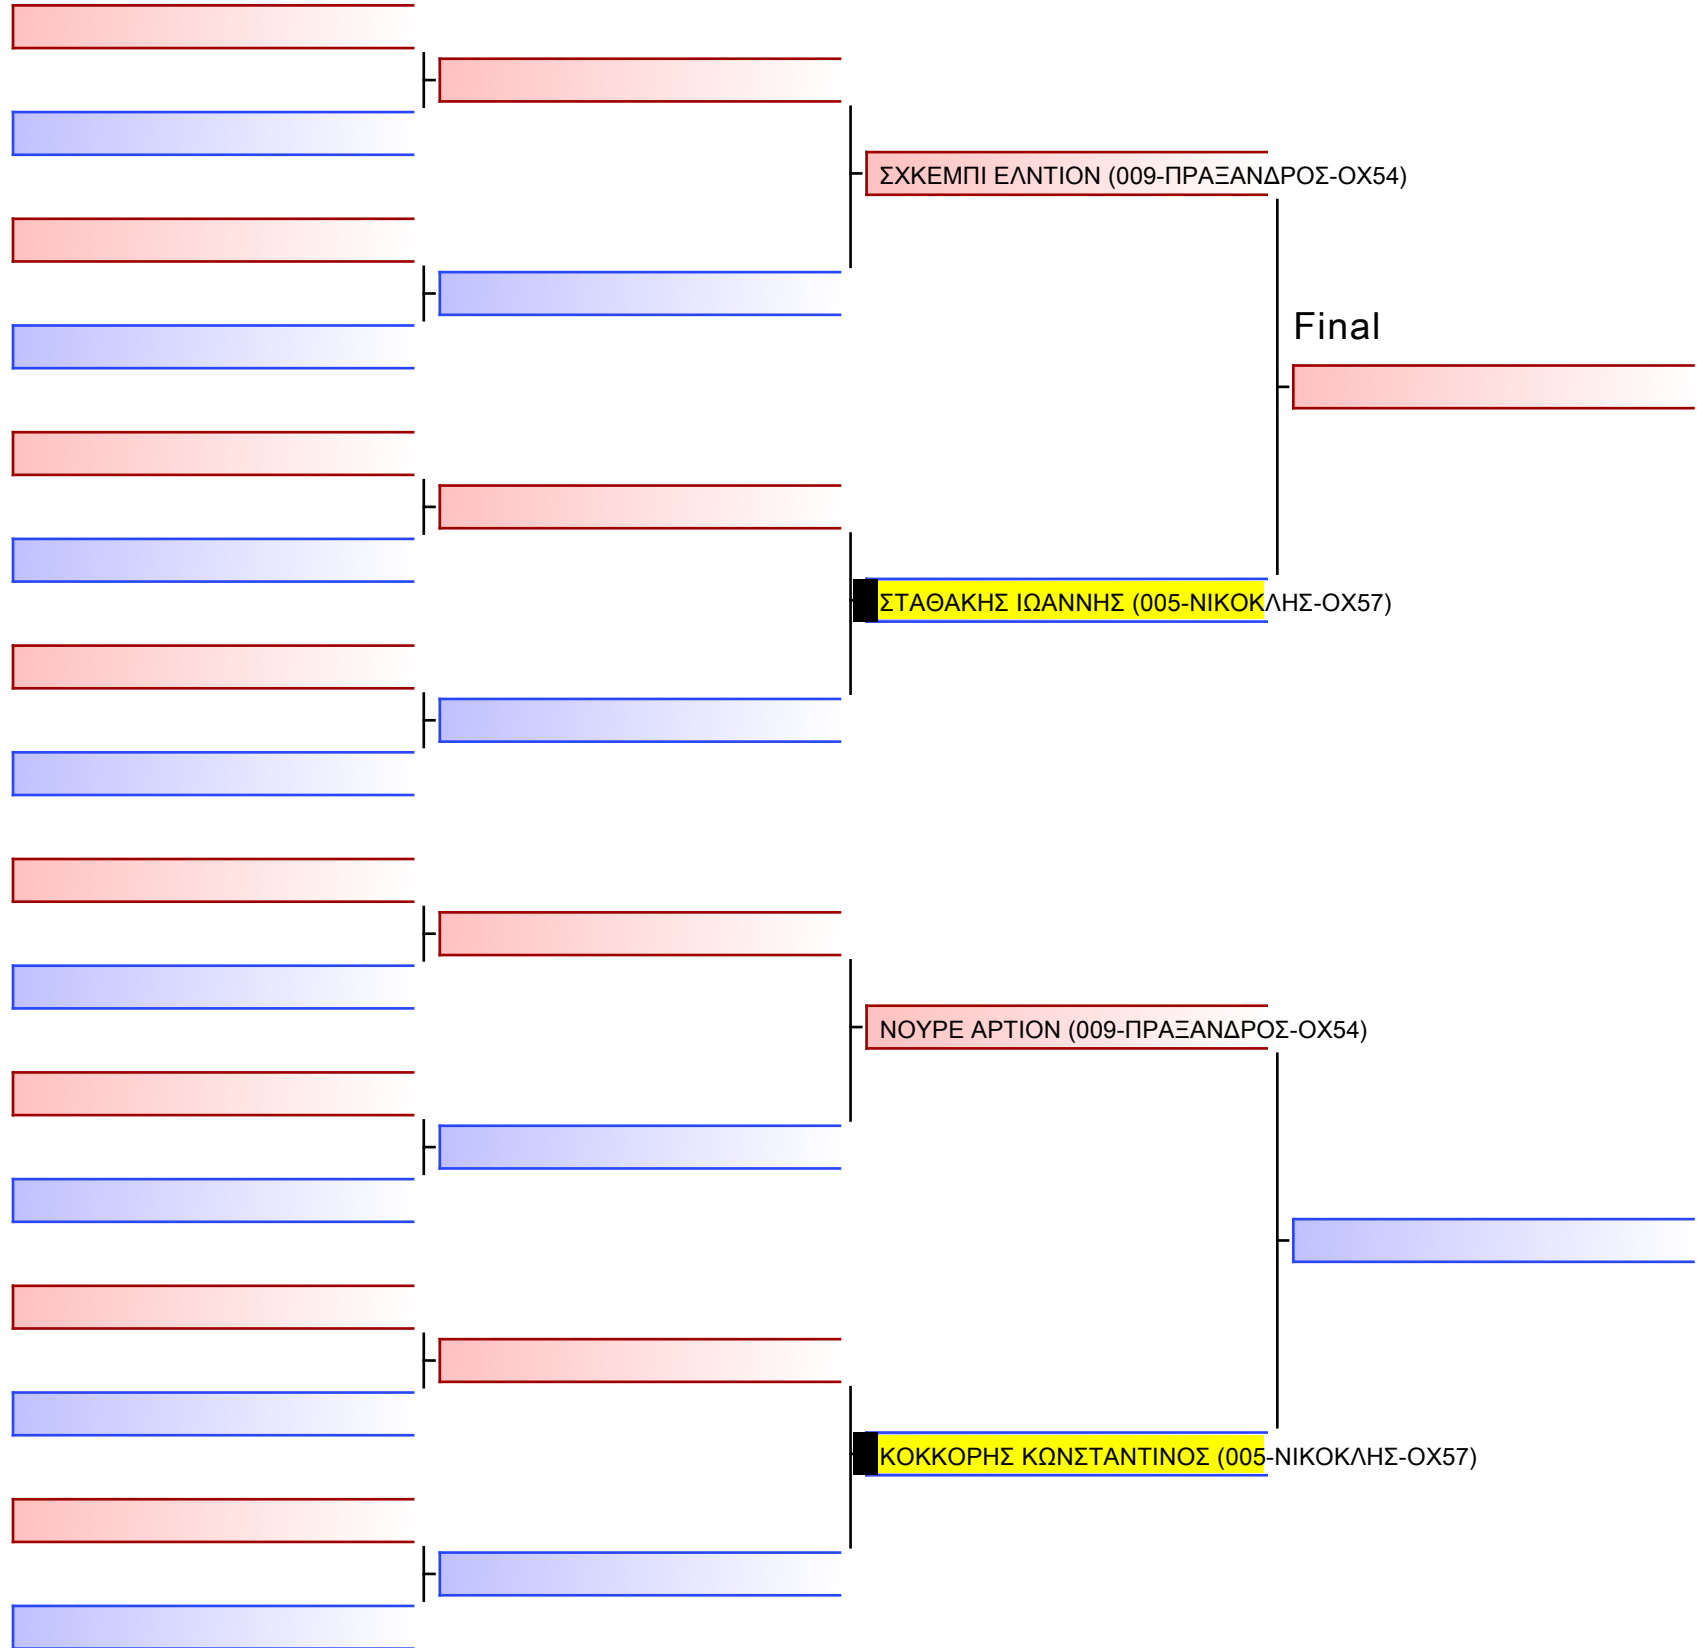 ΣΧΚΕΜΠΙ ΕΛΝΤΙΟΝ (009-ΠΡΑΞΑΝΔΡΟΣ-ΟΧ54)
Final
ΣΤΑΘΑΚΗΣ ΙΩΑΝΝΗΣ (005-ΝΙΚΟΚΛΗΣ-ΟΧ57)
ΝΟΥΡΕ ΑΡΤΙΟΝ (009-ΠΡΑΞΑΝΔΡΟΣ-ΟΧ54)
ΚΟΚΚΟΡΗΣ ΚΩΝΣΤΑΝΤΙΝΟΣ (005-ΝΙΚΟΚΛΗΣ-ΟΧ57)